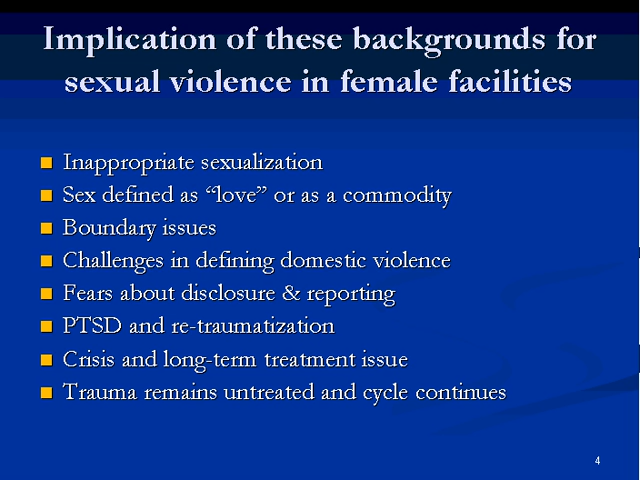 Implication of these backgrounds for
sexual violence in female facilities
Inappropriate sexualization
Sex defined as “love” or as a commodity
Boundary issues
Challenges in defining domestic violence
Fears about disclosure & reporting
PTSD and re-traumatization
Crisis and long-term treatment issue
Trauma remains untreated and cycle continues
4